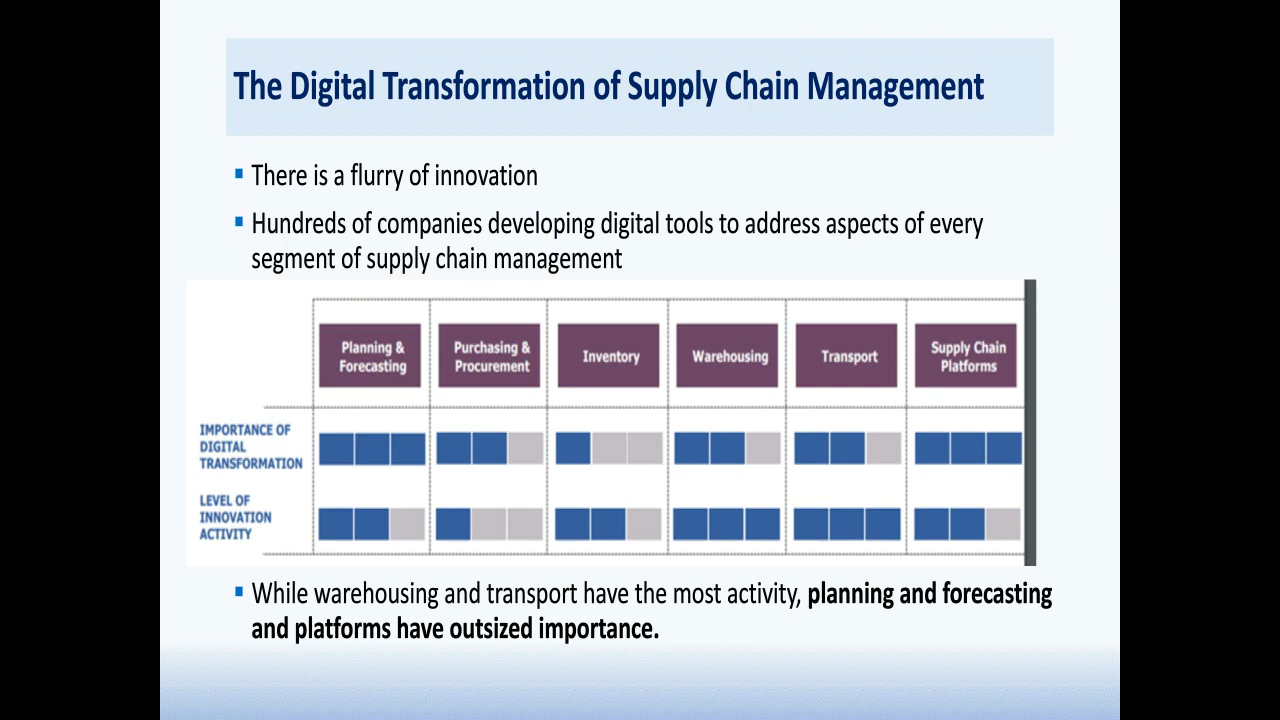 The Digital Transformation of Supply Chain Management
▪ There is a flurry of innovation
▪ Hundreds of companies developing digital tools to address aspects of every
segment of supply chain management
Planning &
Forecasting
Purchasing &
Procurement
Inventory
Warehousing
Transport
Supply Chain
Platforms
IMPORTANCE OF
DIGITAL
TRANSFORMATION
LEVEL OF
INNOVATION
ACTIVITY
▪ While warehousing and transport have the most activity, planning and forecasting
and platforms have outsized importance.